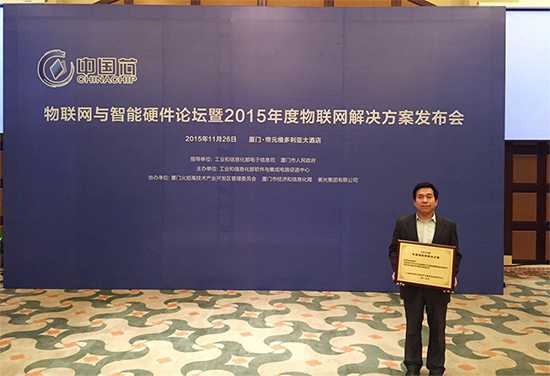 中国芯
CHINACHIP
物联网与智能硬件论坛暨2015年度物联网解决方案发布会
2015年11月26日 厦门·帝元维多利亚大酒店
指导单位: 工业和信息化部电子信息司 厦门市人民政府
主办单位: 工业和信息化部软件与集成电路促进中心
协办单位: 厦门火炬高技术产业开发区管理委员会 厦门市经济和信息化局 紫光集团有限公司